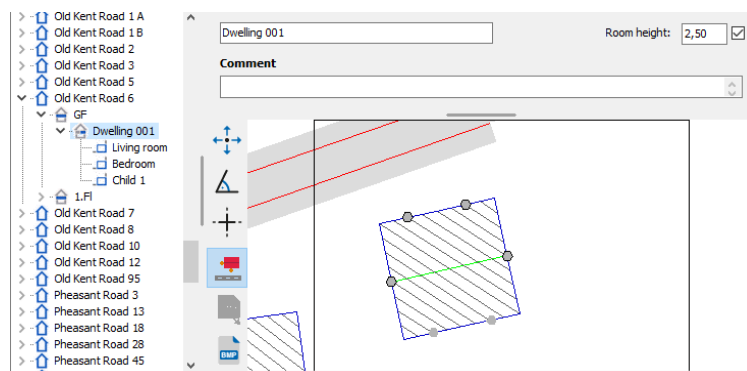 Old Kent Road 1 A
Old Kent Road 1 B
Old Kent Road 2
Old Kent Road 3
Old Kent Road 5
Old Kent Road 6
GF
Dwelling 001
Living room
Bedroom
Child 1
1.Fl
Old Kent Road 7
Old Kent Road 8
Old Kent Road 10
Old Kent Road 12
Old Kent Road 95
Pheasant Road 3
Pheasant Road 13
Pheasant Road 18
Pheasant Road 28
Pheasant Road 45
Dwelling 001
Room height: 2,50
Comment
BMP